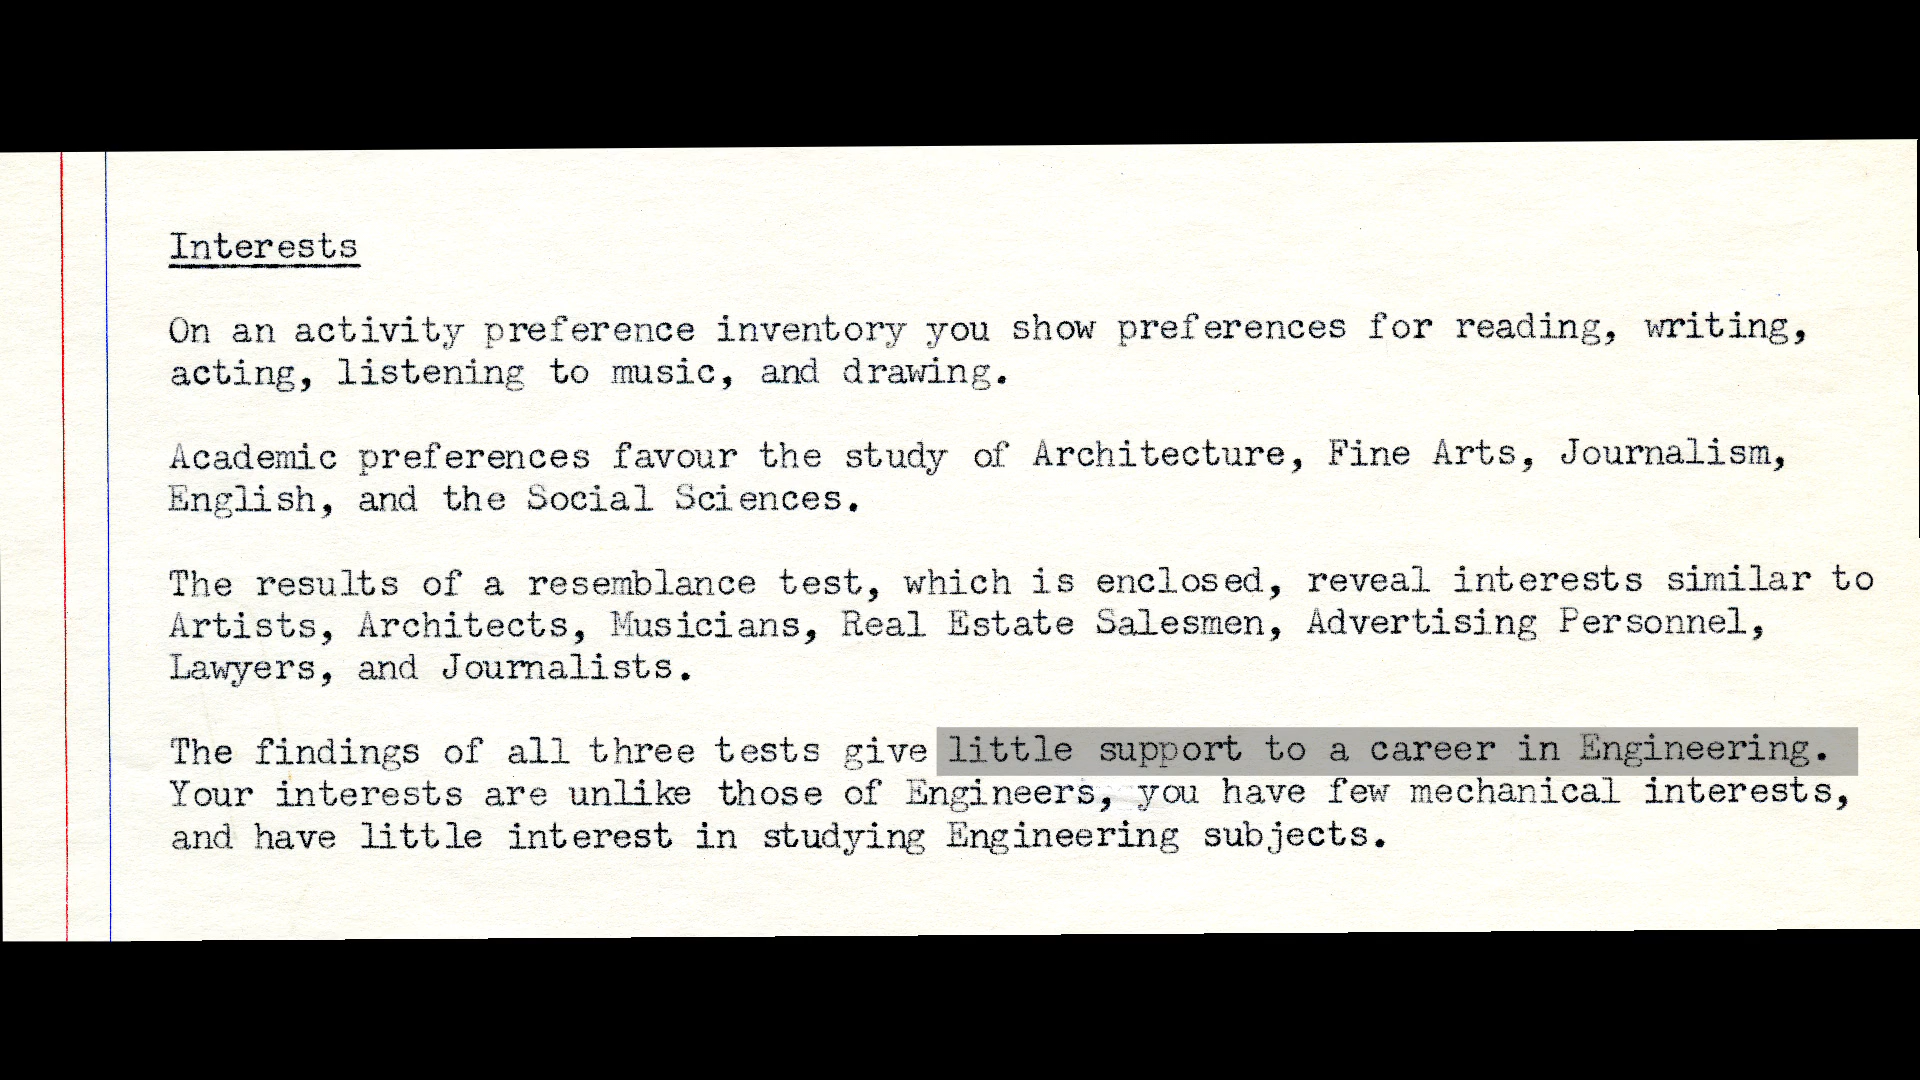 Interests
On an activity preference inventory you show preferences for reading, writing,
acting, listening to music, and drawing.
Academic preferences favour the study of Architecture, Fine Arts, Journalism,
English, and the Social Sciences.
The results of a resemblance test, which is enclosed, reveal interests similar to
Artists, Architects, Musicians, Real Estate Salesmen, Advertising Personnel,
Lawyers, and Journalists.
The findings of all three tests give little support to a career in Engineering.
Your interests are unlike those of Engineers, you have few mechanical interests,
and have little interest in studying Engineering subjects.